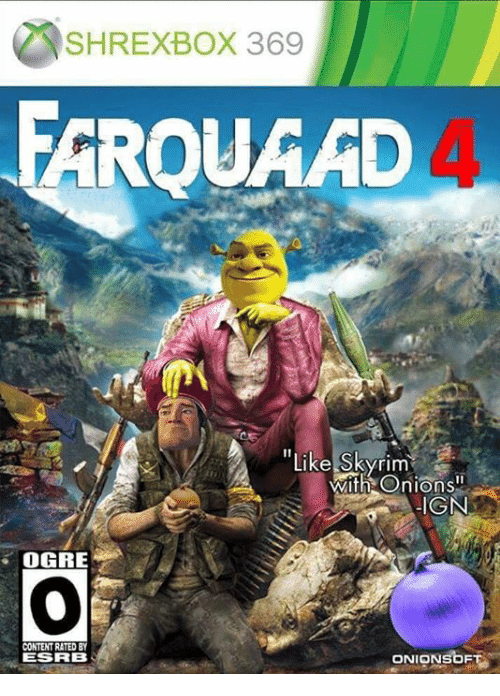 SHREXBOX 369
FARQUAAD 4
"Like Skyrim
with Onions"
-IGN
OGRE
O
CONTENT RATED BY
ESRB
ONIONSOFT